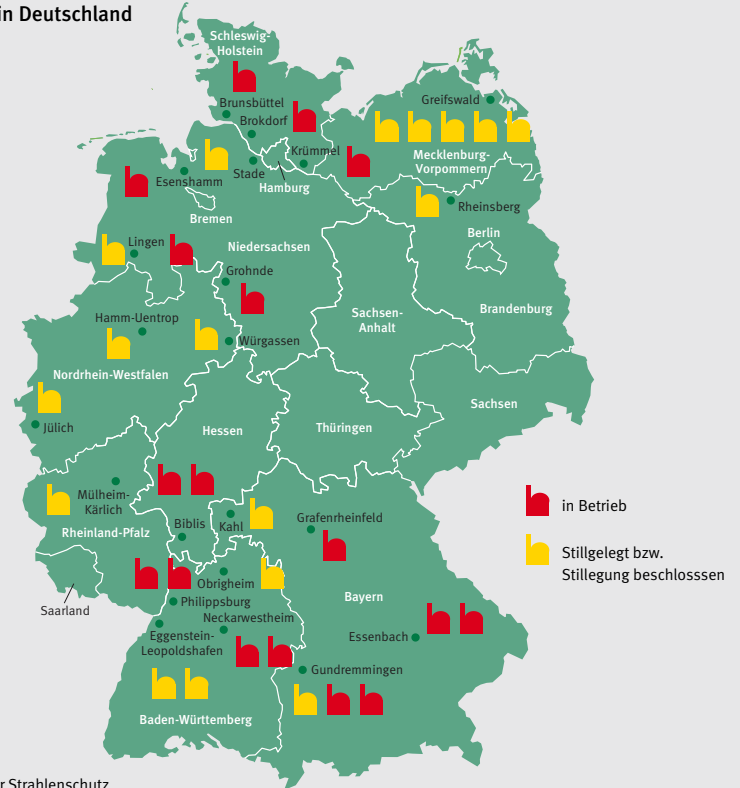 in Deutschland
Schleswig-
Holstein
Brunsbüttel
Brokdorf
Krümmel
Greifswald
Mecklenburg-
Vorpommern
Stade
Hamburg
Esenshamm
Bremen
Rheinsberg
Berlin
Lingen
Niedersachsen
Grohnde
Brandenburg
Sachsen-
Anhalt
Hamm-Uentrop
Würgassen
Nordrhein-Westfalen
Jülich
Hessen
Thüringen
Sachsen
Mülheim-
Kärlich
Rheinland-Pfalz
Biblis
Kahl
Grafenrheinfeld
in Betrieb
Stillgelegt bzw.
Stillegung beschlosssen
Saarland
Obrigheim
Philippsburg
Neckarwestheim
Eggenstein-
Leopoldshafen
Bayern
Essenbach
Gundremmingen
Baden-Württemberg
r Strahlenschutz